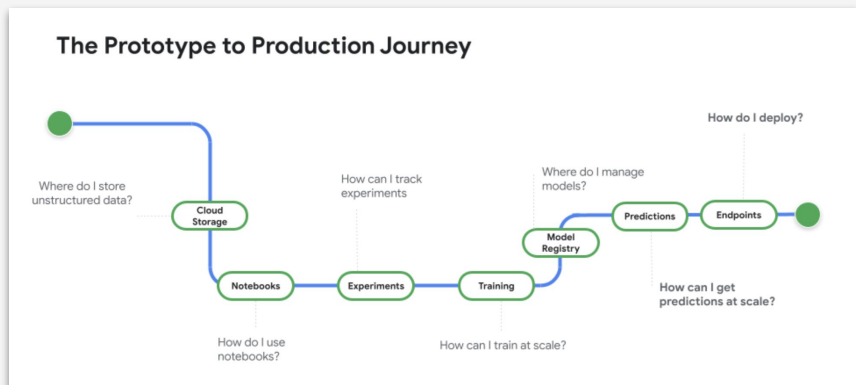 The Prototype to Production Journey
How do I deploy?
Where do I store
unstructured data?
How can I track
experiments
Where do I manage
models?
Cloud
Storage
Predictions
Endpoints
Model
Registry
Notebooks
Experiments
Training
How can I get
predictions at scale?
How do I use
notebooks?
How can I train at scale?